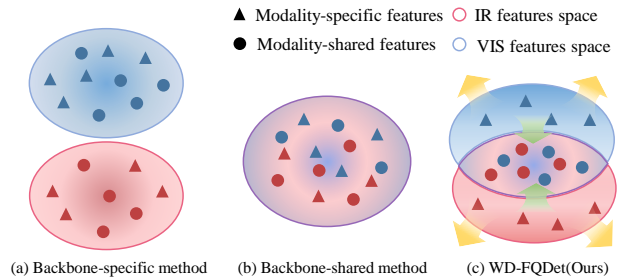 Modality-specific features
IR features space
Modality-shared features
VIS features space
(a) Backbone-specific method
(b) Backbone-shared method
(c) WD-FQDet(Ours)